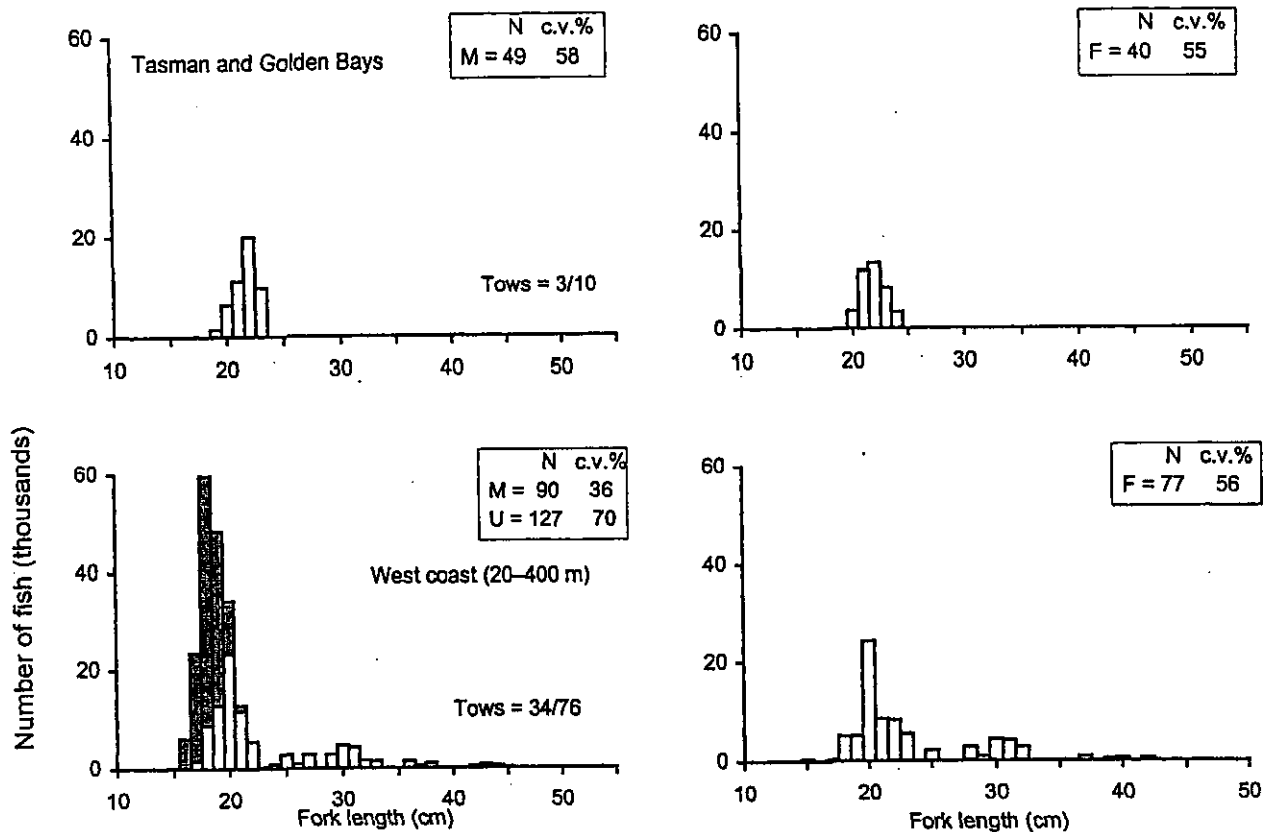 N c.v.%
M = 49 58
Tasman and Golden Bays
Tows = 3/10
60
40
20
0
10 20 30 40 50
N c.v.%
F = 40 55
60
40
20
0
10 20 30 40 50
Number of fish (thousands)
N c.v.%
M = 90 36
U = 127 70
West coast (20–400 m)
Tows = 34/76
60
40
20
0
10 20 30 40 50
Fork length (cm)
N c.v.%
F = 77 56
60
40
20
0
10 20 30 40 50
Fork length (cm)